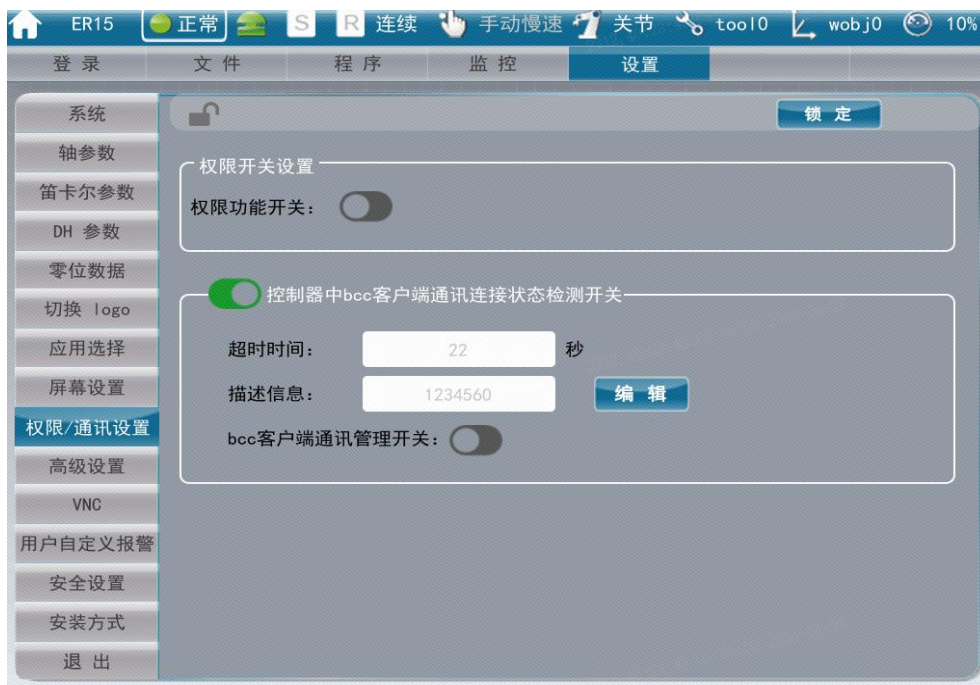 ER15 正常 S R 连续 手动慢速 关节 tool0 wobj0 10%
登 录 文 件 程 序 监 控 设置
系统
轴参数
笛卡尔参数
DH 参数
零位数据
切换 logo
应用选择
屏幕设置
权限/通讯设置
高级设置
VNC
用户自定义报警
安全设置
安装方式
退 出
锁 定
权限开关设置
权限功能开关：
控制器中bcc客户端通讯连接状态检测开关
超时时间： 22 秒
描述信息： 1234560 编 辑
bcc客户端通讯管理开关：